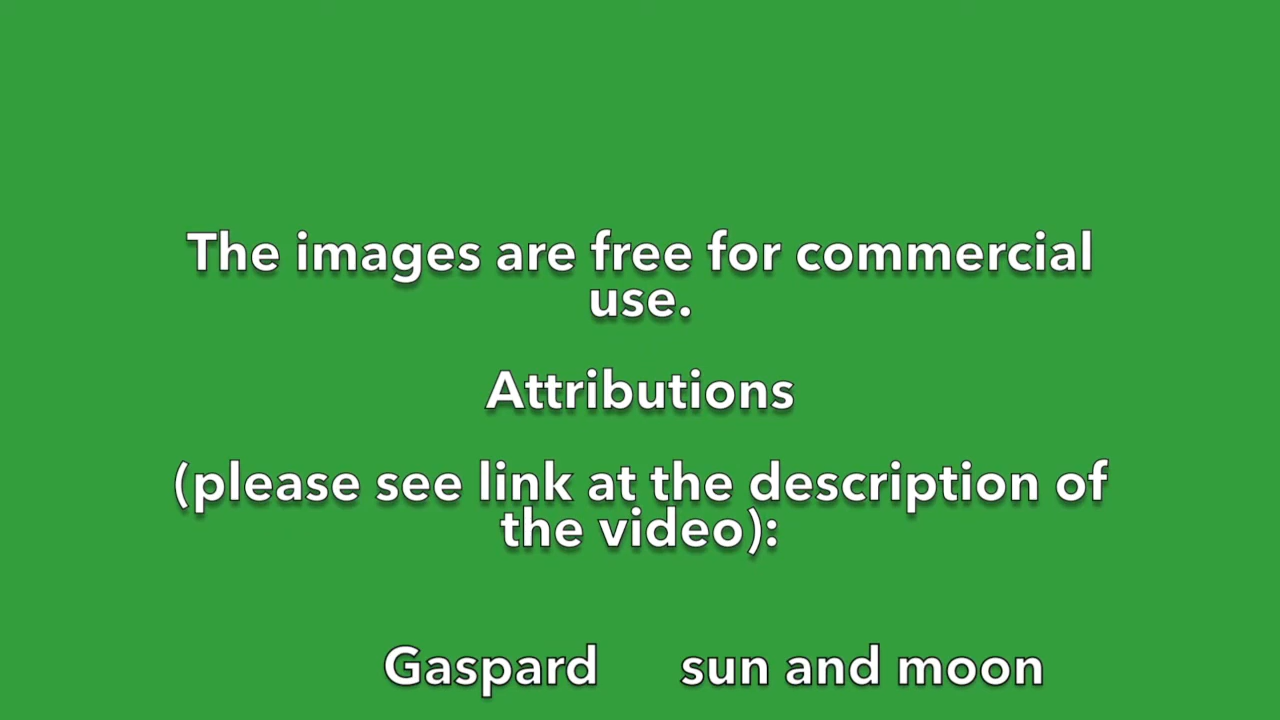 The images are free for commercial
use.
Attributions
(please see link at the description of
the video):
Gaspard sun and moon